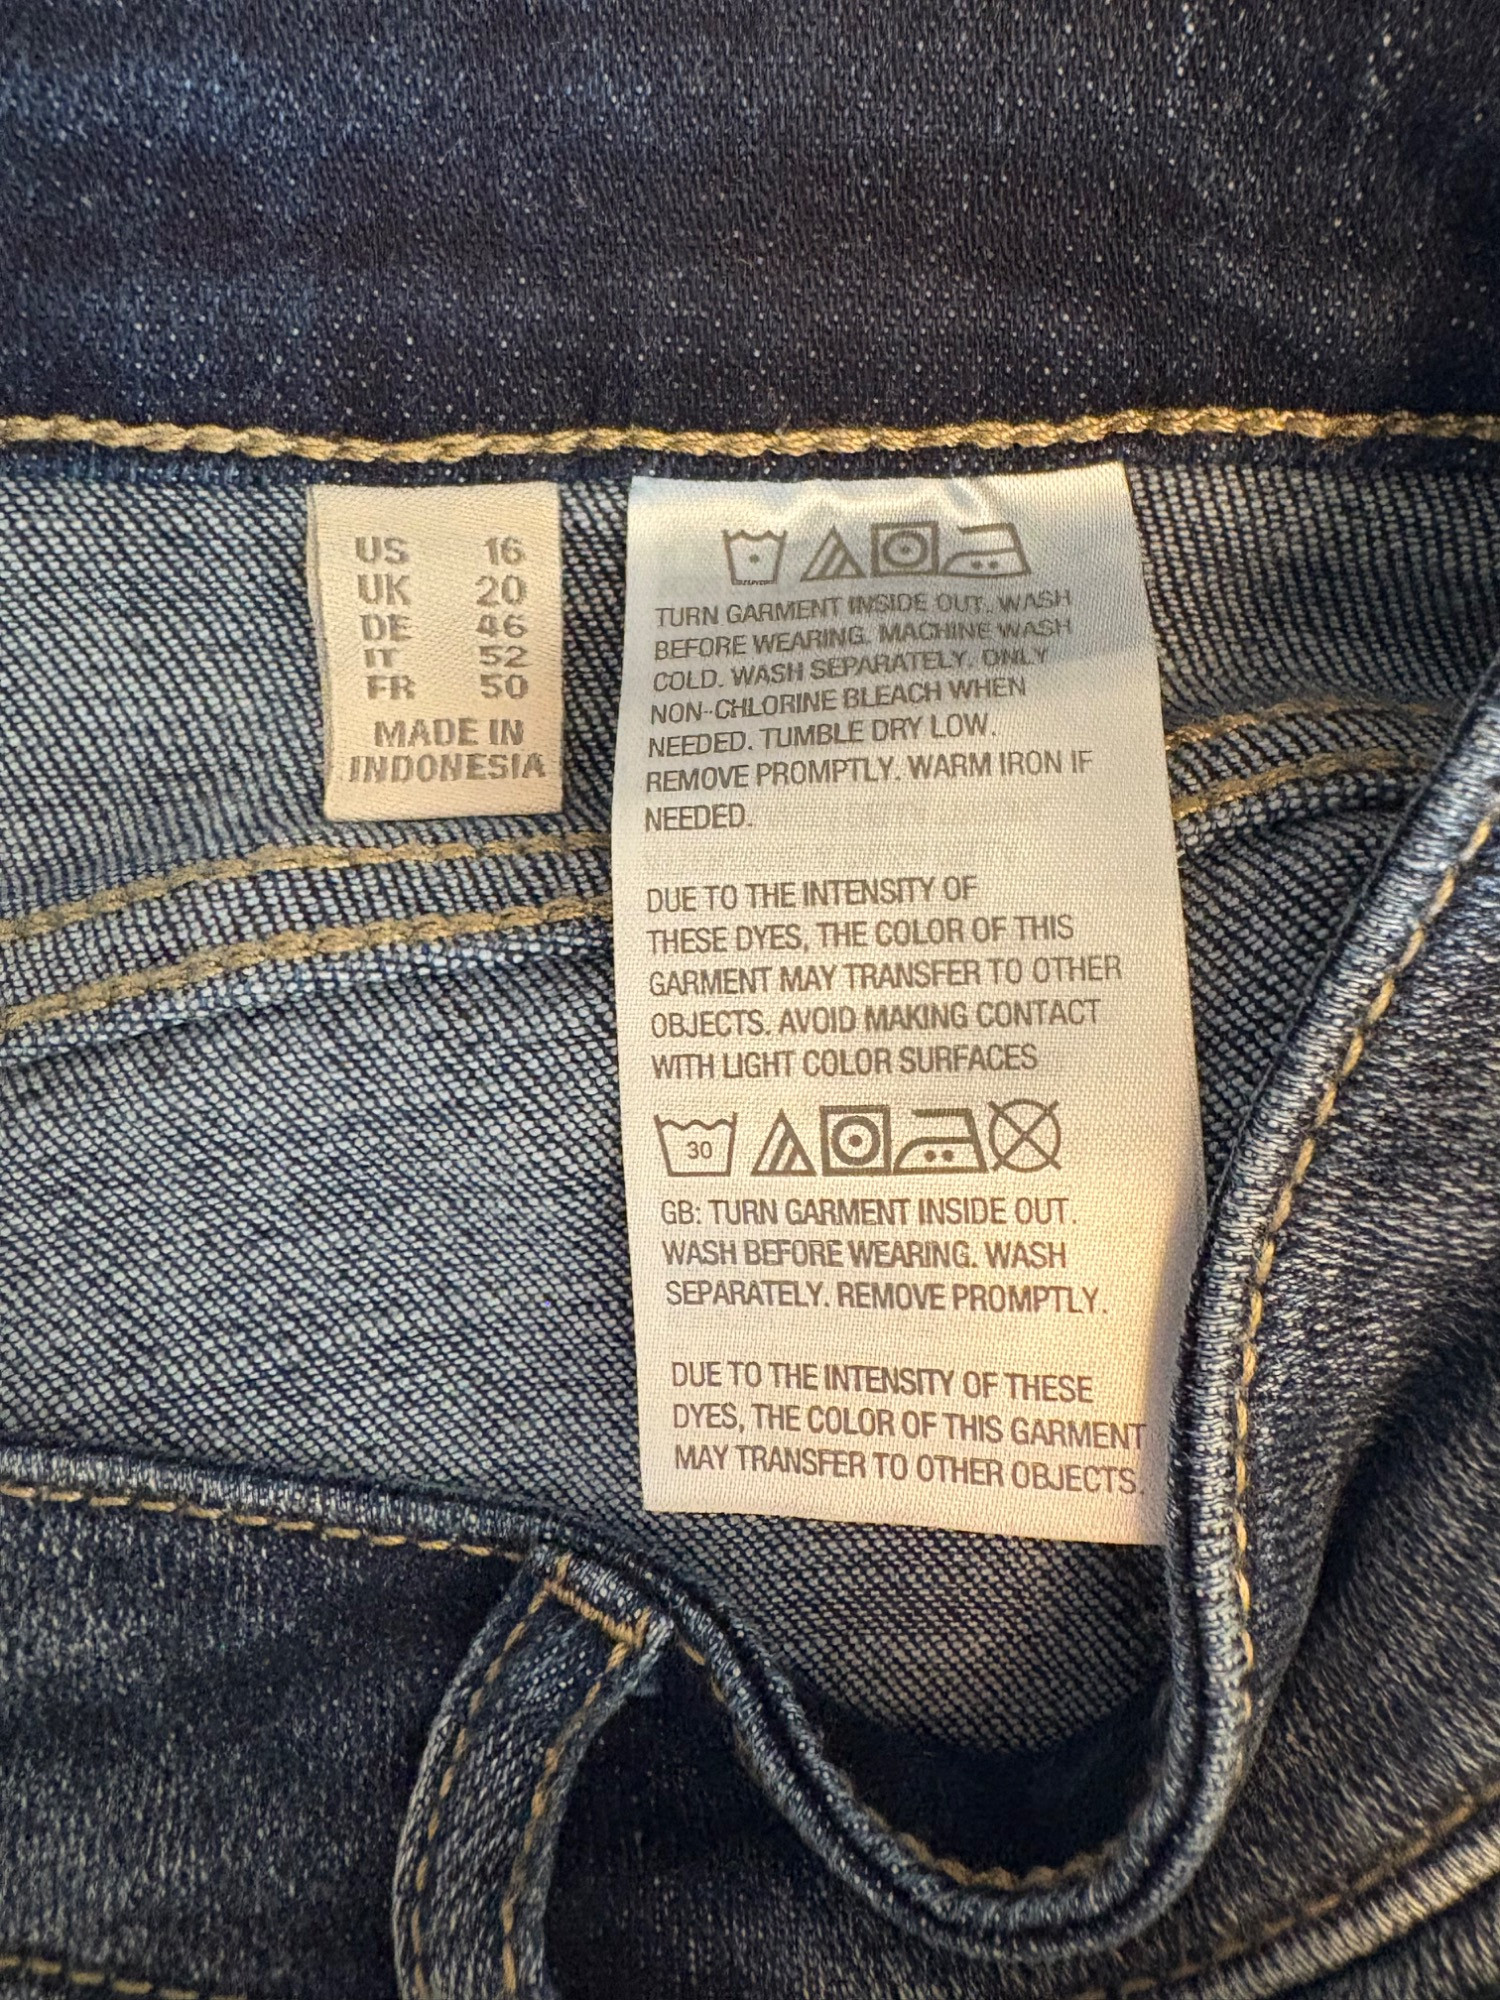 US 16
UK 20
DE 46
IT 52
FR 50
MADE IN
INDONESIA
TURN GARMENT INSIDE OUT. WASH
BEFORE WEARING. MACHINE WASH
COLD. WASH SEPARATELY. ONLY
NON-CHLORINE BLEACH WHEN
NEEDED. TUMBLE DRY LOW.
REMOVE PROMPTLY. WARM IRON IF
NEEDED.
DUE TO THE INTENSITY OF
THESE DYES, THE COLOR OF THIS
GARMENT MAY TRANSFER TO OTHER
OBJECTS. AVOID MAKING CONTACT
WITH LIGHT COLOR SURFACES
30
GB: TURN GARMENT INSIDE OUT.
WASH BEFORE WEARING. WASH
SEPARATELY. REMOVE PROMPTLY.
DUE TO THE INTENSITY OF THESE
DYES, THE COLOR OF THIS GARMENT
MAY TRANSFER TO OTHER OBJECTS.